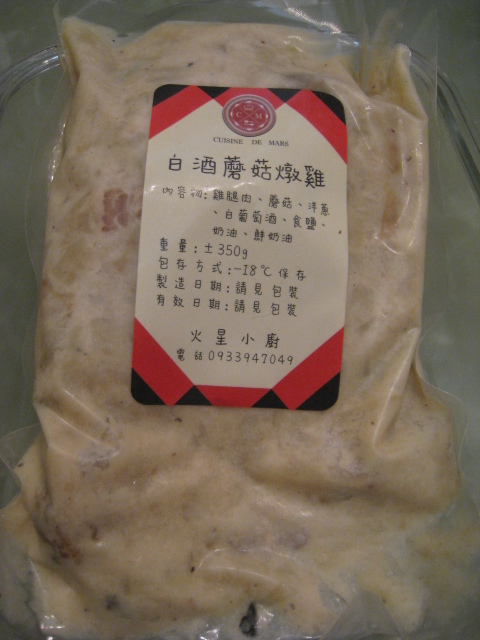 C M
CUISINE DE MARS
白酒蘑菇燉雞
內容物:雞腿肉、蘑菇、洋蔥
、白葡萄酒、食鹽、
奶油、鮮奶油
重量:±350g
包存方式:-18℃保存
製造日期:請見包裝
有效日期:請見包裝
火星小廚
電話0933947049